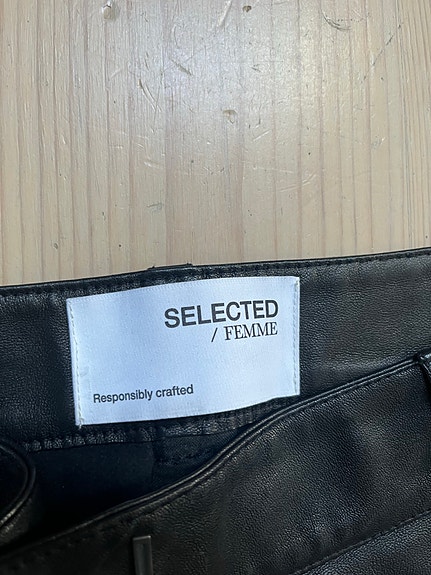 SELECTED
/ FEMME
Responsibly crafted